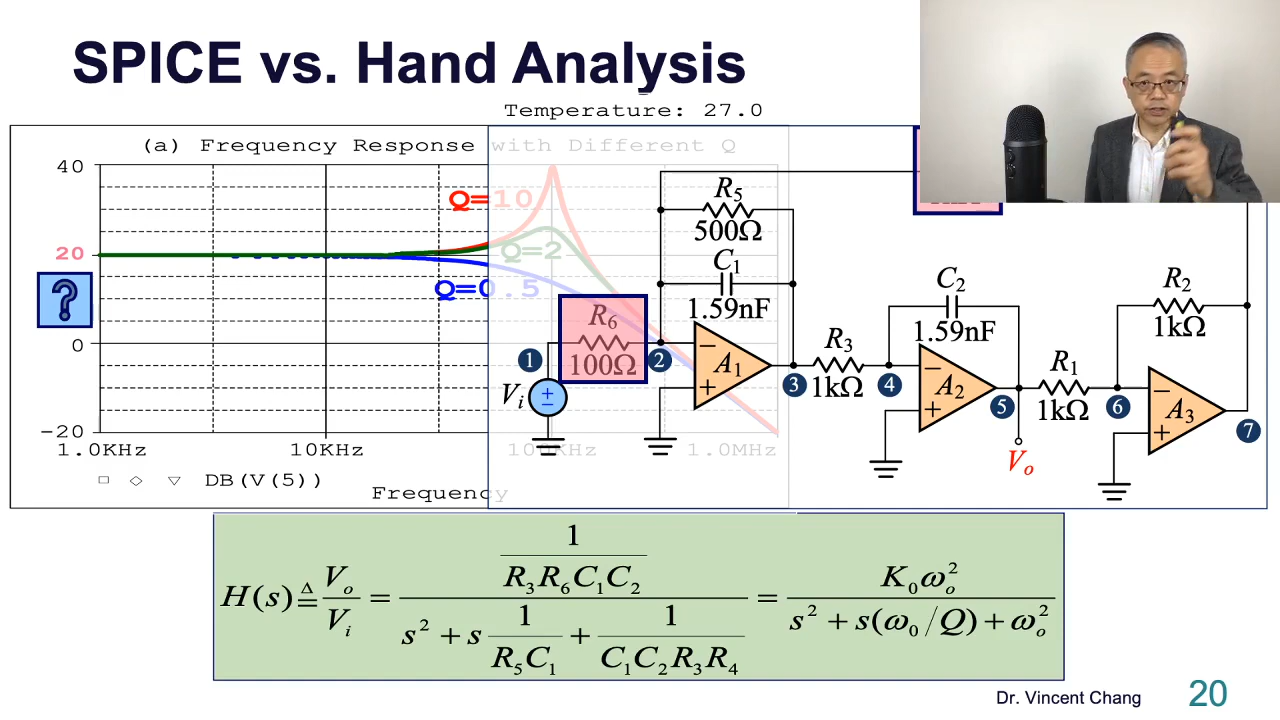 SPICE vs. Hand Analysis
Temperature: 27.0
(a) Frequency Response with Different Q
40
20
0
-20
?
Q=10
Q=2
Q=0.5
1.0KHz
10KHz
100KHz
1.0MHz
DB(V(5))
Frequency
R5
500Ω
C1
1.59nF
R6
100Ω
1
2
Vi
+
−
−
A1
+
3
R3
1kΩ
4
C2
1.59nF
−
A2
+
5
Vo
R1
1kΩ
6
R2
1kΩ
−
A3
+
7
H(s) ≜ Vo/Vi = (1/(R3R6C1C2)) / (s² + s 1/(R5C1) + 1/(C1C2R3R4)) = K0ωo² / (s² + s(ω0/Q) + ωo²)
Dr. Vincent Chang
20